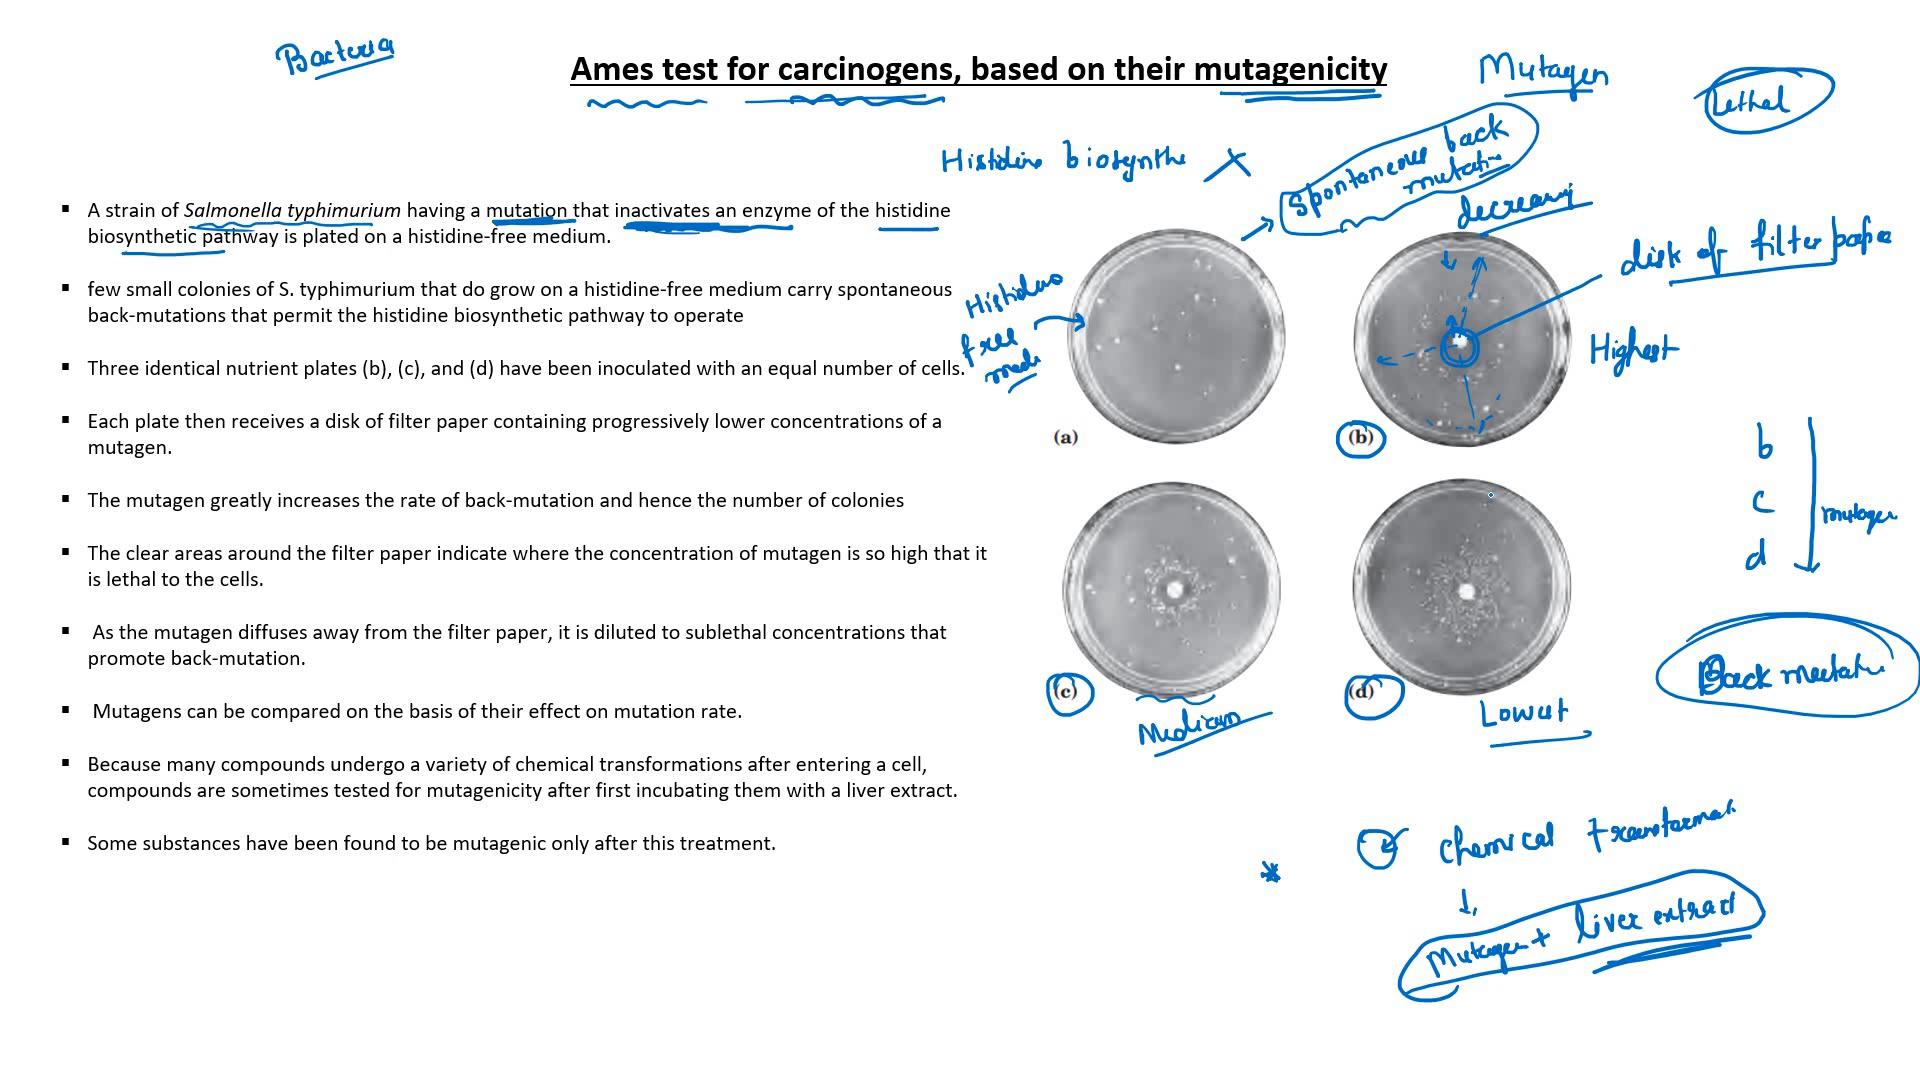 Bacteria
Ames test for carcinogens, based on their mutagenicity
Mutagen
Lethal
Histidine biosynthe X
Spontaneous back
mutatin
decreasing
▪ A strain of Salmonella typhimurium having a mutation that inactivates an enzyme of the histidine
biosynthetic pathway is plated on a histidine-free medium.
disk of filter pape
Histidine
free
medi
▪ few small colonies of S. typhimurium that do grow on a histidine-free medium carry spontaneous
back-mutations that permit the histidine biosynthetic pathway to operate
Highest
▪ Three identical nutrient plates (b), (c), and (d) have been inoculated with an equal number of cells.
▪ Each plate then receives a disk of filter paper containing progressively lower concentrations of a
mutagen.
(a)
(b)
b
c
d
mutagen
▪ The mutagen greatly increases the rate of back-mutation and hence the number of colonies
▪ The clear areas around the filter paper indicate where the concentration of mutagen is so high that it
is lethal to the cells.
▪ As the mutagen diffuses away from the filter paper, it is diluted to sublethal concentrations that
promote back-mutation.
(c)
(d)
Back mutatn
Medium
Lowest
▪ Mutagens can be compared on the basis of their effect on mutation rate.
▪ Because many compounds undergo a variety of chemical transformations after entering a cell,
compounds are sometimes tested for mutagenicity after first incubating them with a liver extract.
▪ Some substances have been found to be mutagenic only after this treatment.
* chemical transformat
Mutagen + liver extract